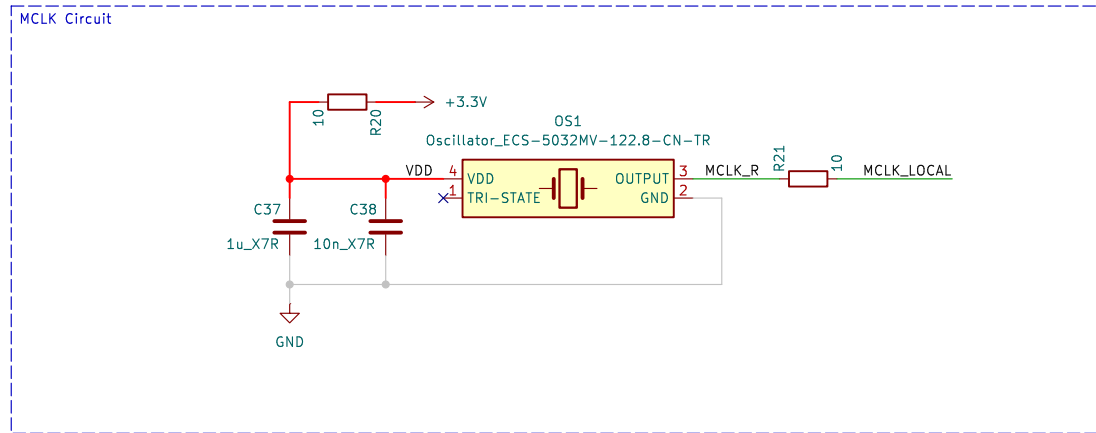 MCLK Circuit
10
R20
+3.3V
OS1
Oscillator_ECS-5032MV-122.8-CN-TR
VDD
4
VDD
1
TRI-STATE
OUTPUT
3
GND
2
MCLK_R
R21
10
MCLK_LOCAL
C37
1u_X7R
C38
10n_X7R
GND